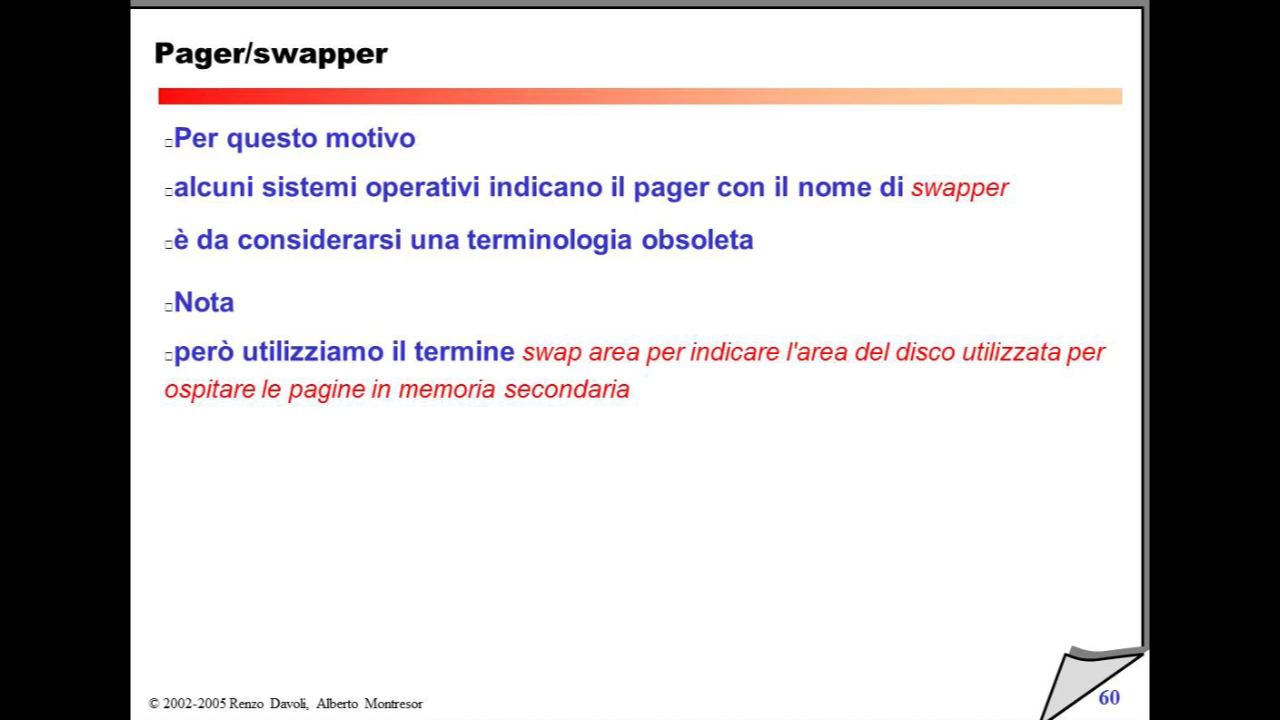 Pager/swapper
Per questo motivo
alcuni sistemi operativi indicano il pager con il nome di swapper
è da considerarsi una terminologia obsoleta
Nota
però utilizziamo il termine swap area per indicare l'area del disco utilizzata per
ospitare le pagine in memoria secondaria
© 2002-2005 Renzo Davoli, Alberto Montresor
60